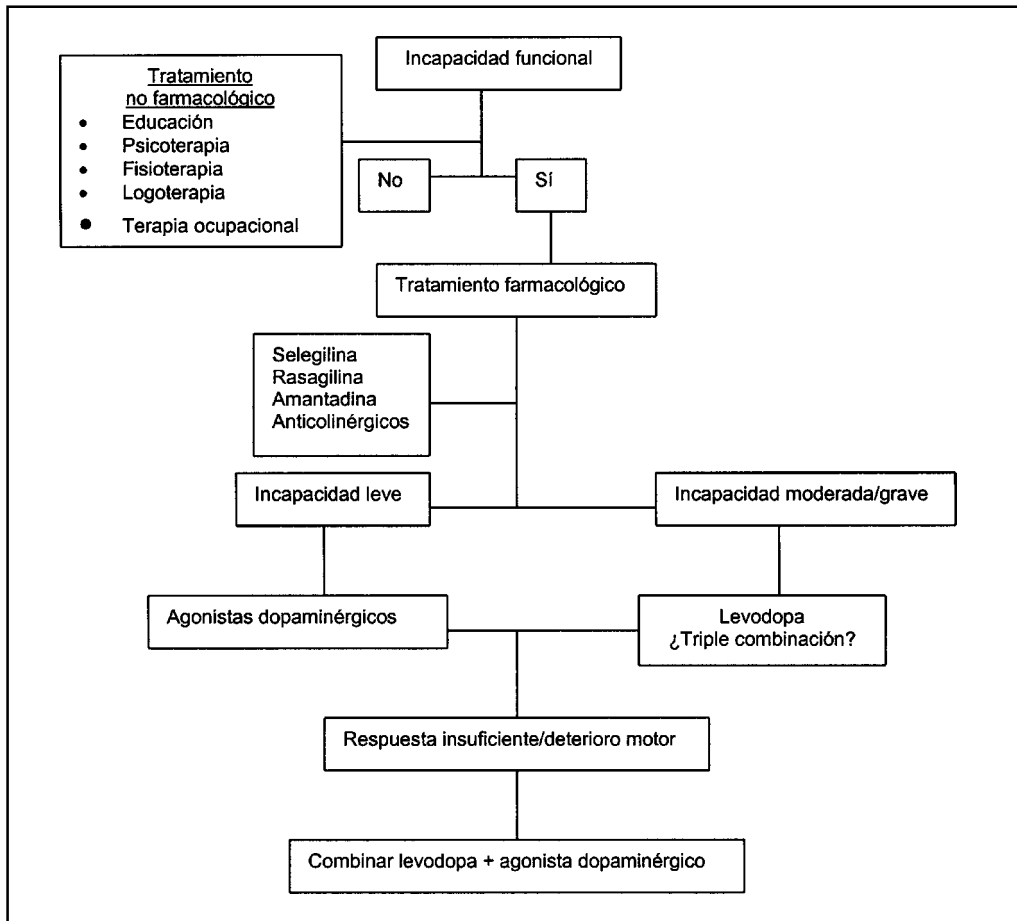 Incapacidad funcional
Tratamiento
no farmacológico
• Educación
• Psicoterapia
• Fisioterapia
• Logoterapia
• Terapia ocupacional
No
Sí
Tratamiento farmacológico
Selegilina
Rasagilina
Amantadina
Anticolinérgicos
Incapacidad leve
Incapacidad moderada/grave
Agonistas dopaminérgicos
Levodopa
¿Triple combinación?
Respuesta insuficiente/deterioro motor
Combinar levodopa + agonista dopaminérgico